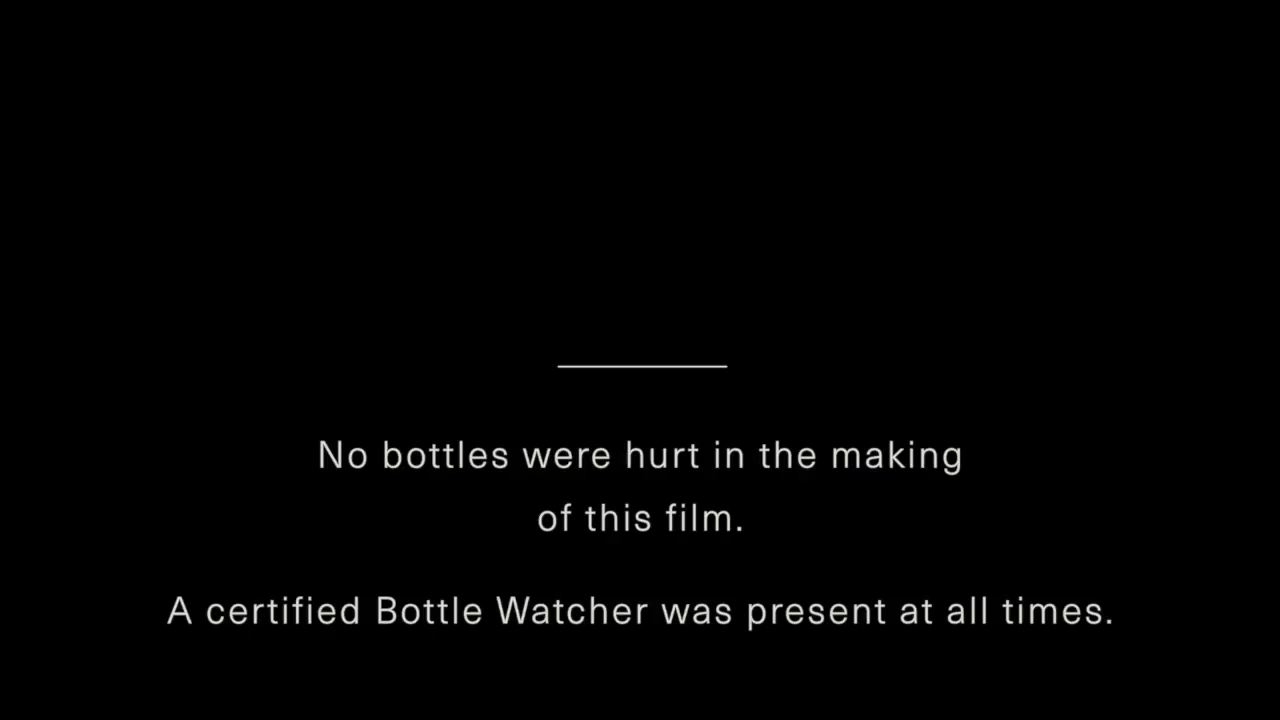 No bottles were hurt in the making
of this film.
A certified Bottle Watcher was present at all times.